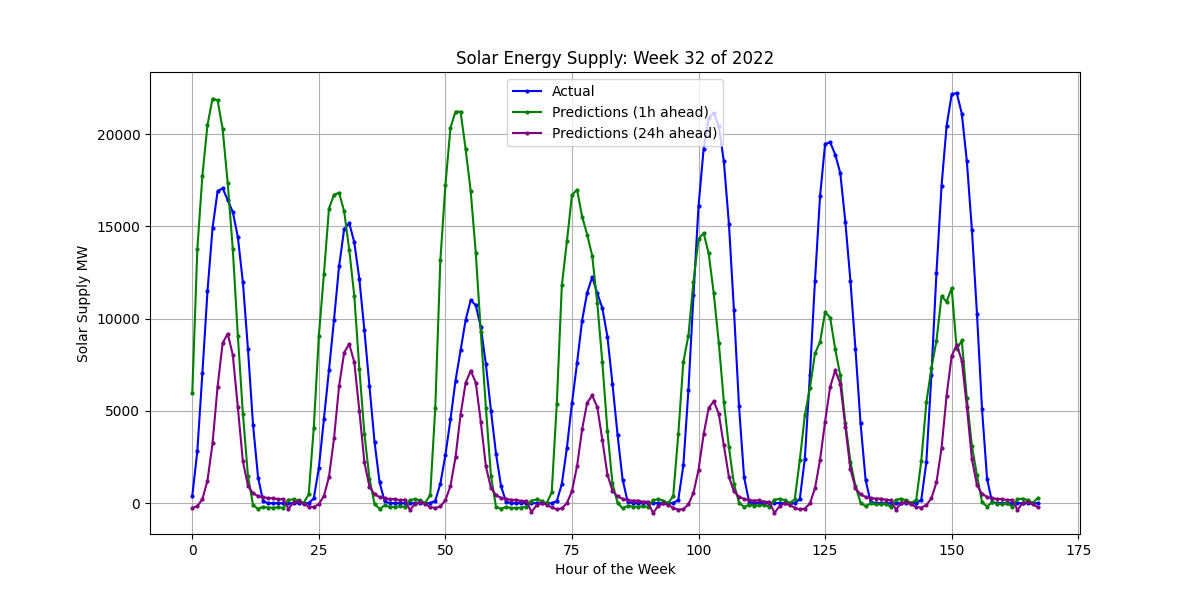 Solar Energy Supply: Week 32 of 2022
Actual
Predictions (1h ahead)
Predictions (24h ahead)
Solar Supply MW
20000
15000
10000
5000
0
0 25 50 75 100 125 150 175
Hour of the Week